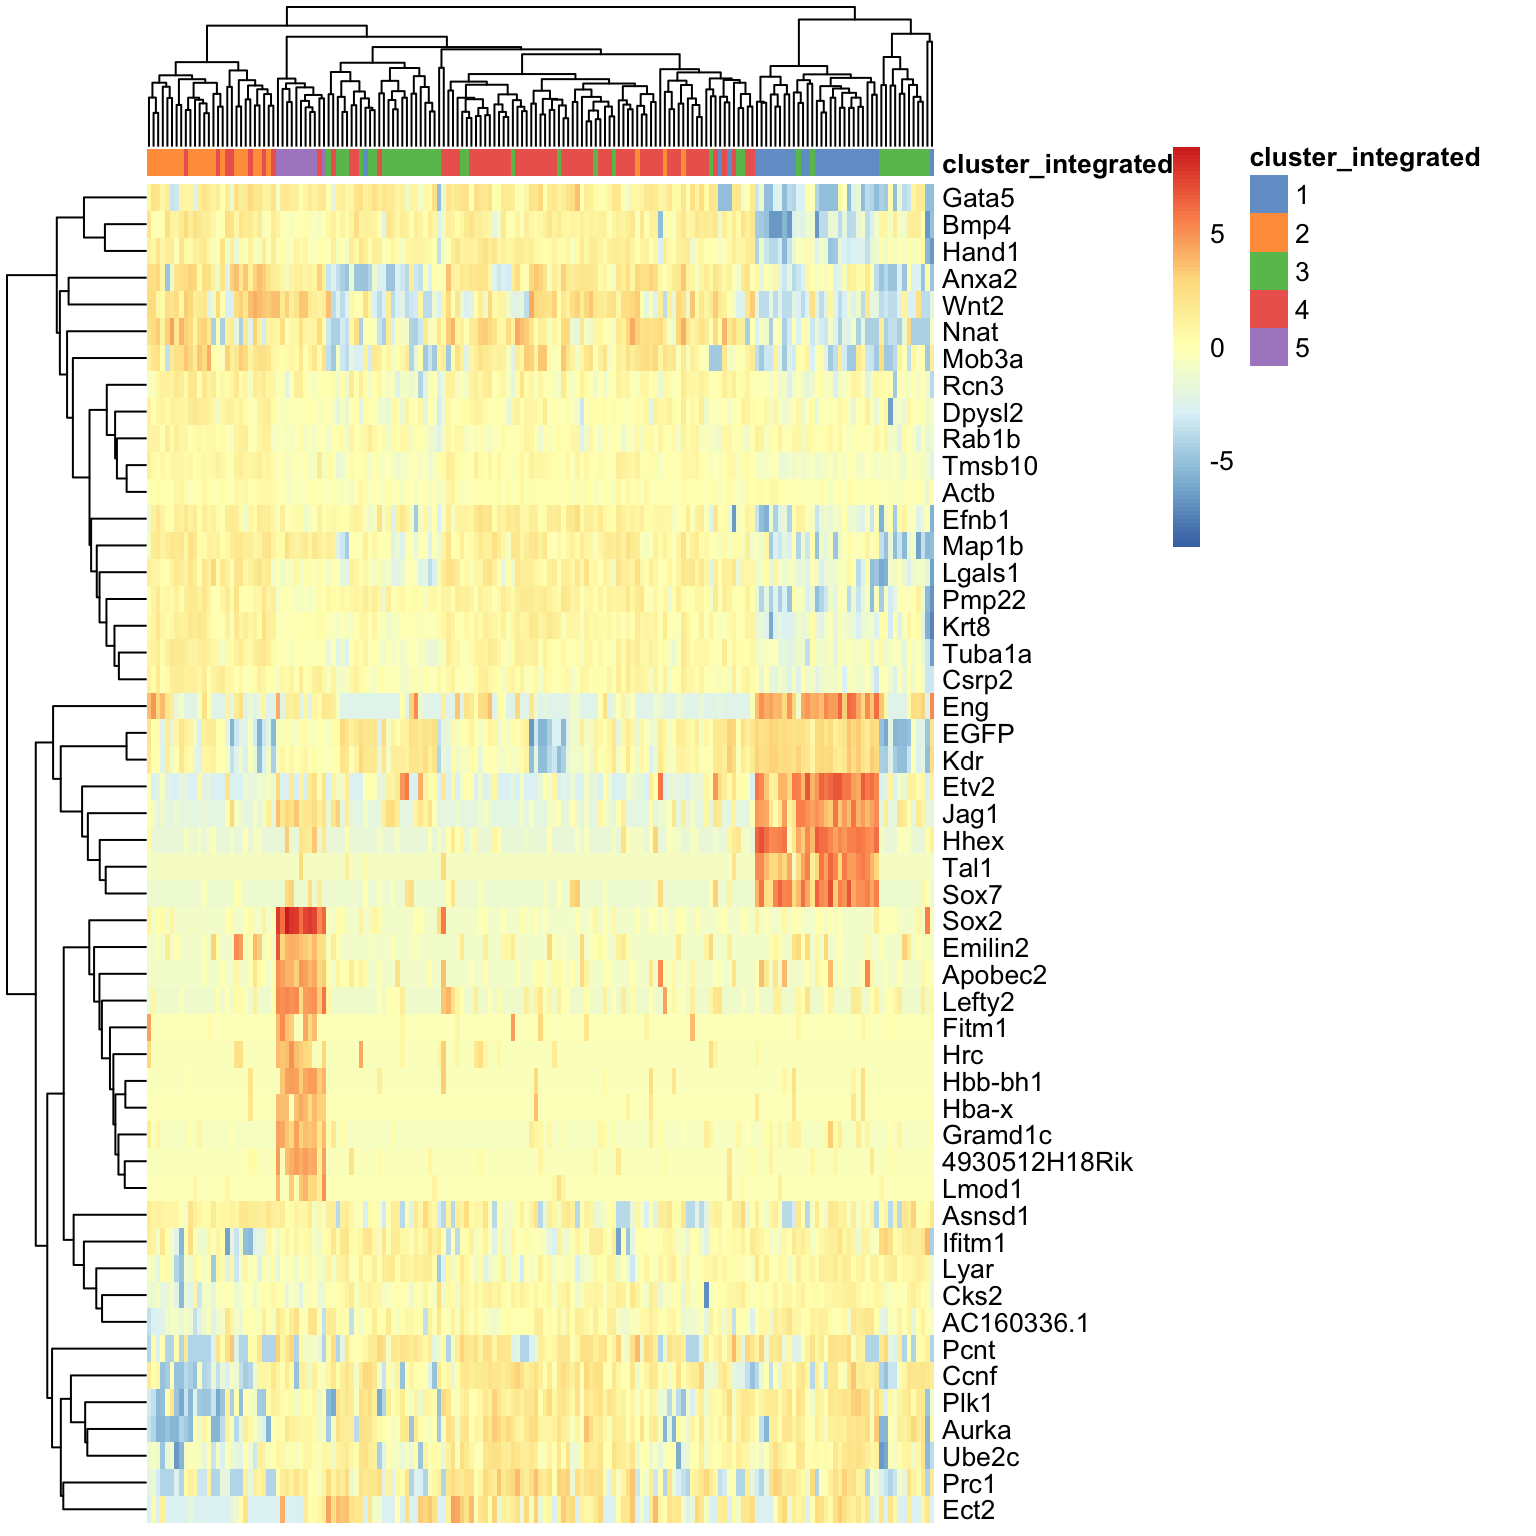 cluster_integrated
cluster_integrated
1
2
3
4
5
5
0
-5
Gata5
Bmp4
Hand1
Anxa2
Wnt2
Nnat
Mob3a
Rcn3
Dpysl2
Rab1b
Tmsb10
Actb
Efnb1
Map1b
Lgals1
Pmp22
Krt8
Tuba1a
Csrp2
Eng
EGFP
Kdr
Etv2
Jag1
Hhex
Tal1
Sox7
Sox2
Emilin2
Apobec2
Lefty2
Fitm1
Hrc
Hbb-bh1
Hba-x
Gramd1c
4930512H18Rik
Lmod1
Asnsd1
Ifitm1
Lyar
Cks2
AC160336.1
Pcnt
Ccnf
Plk1
Aurka
Ube2c
Prc1
Ect2